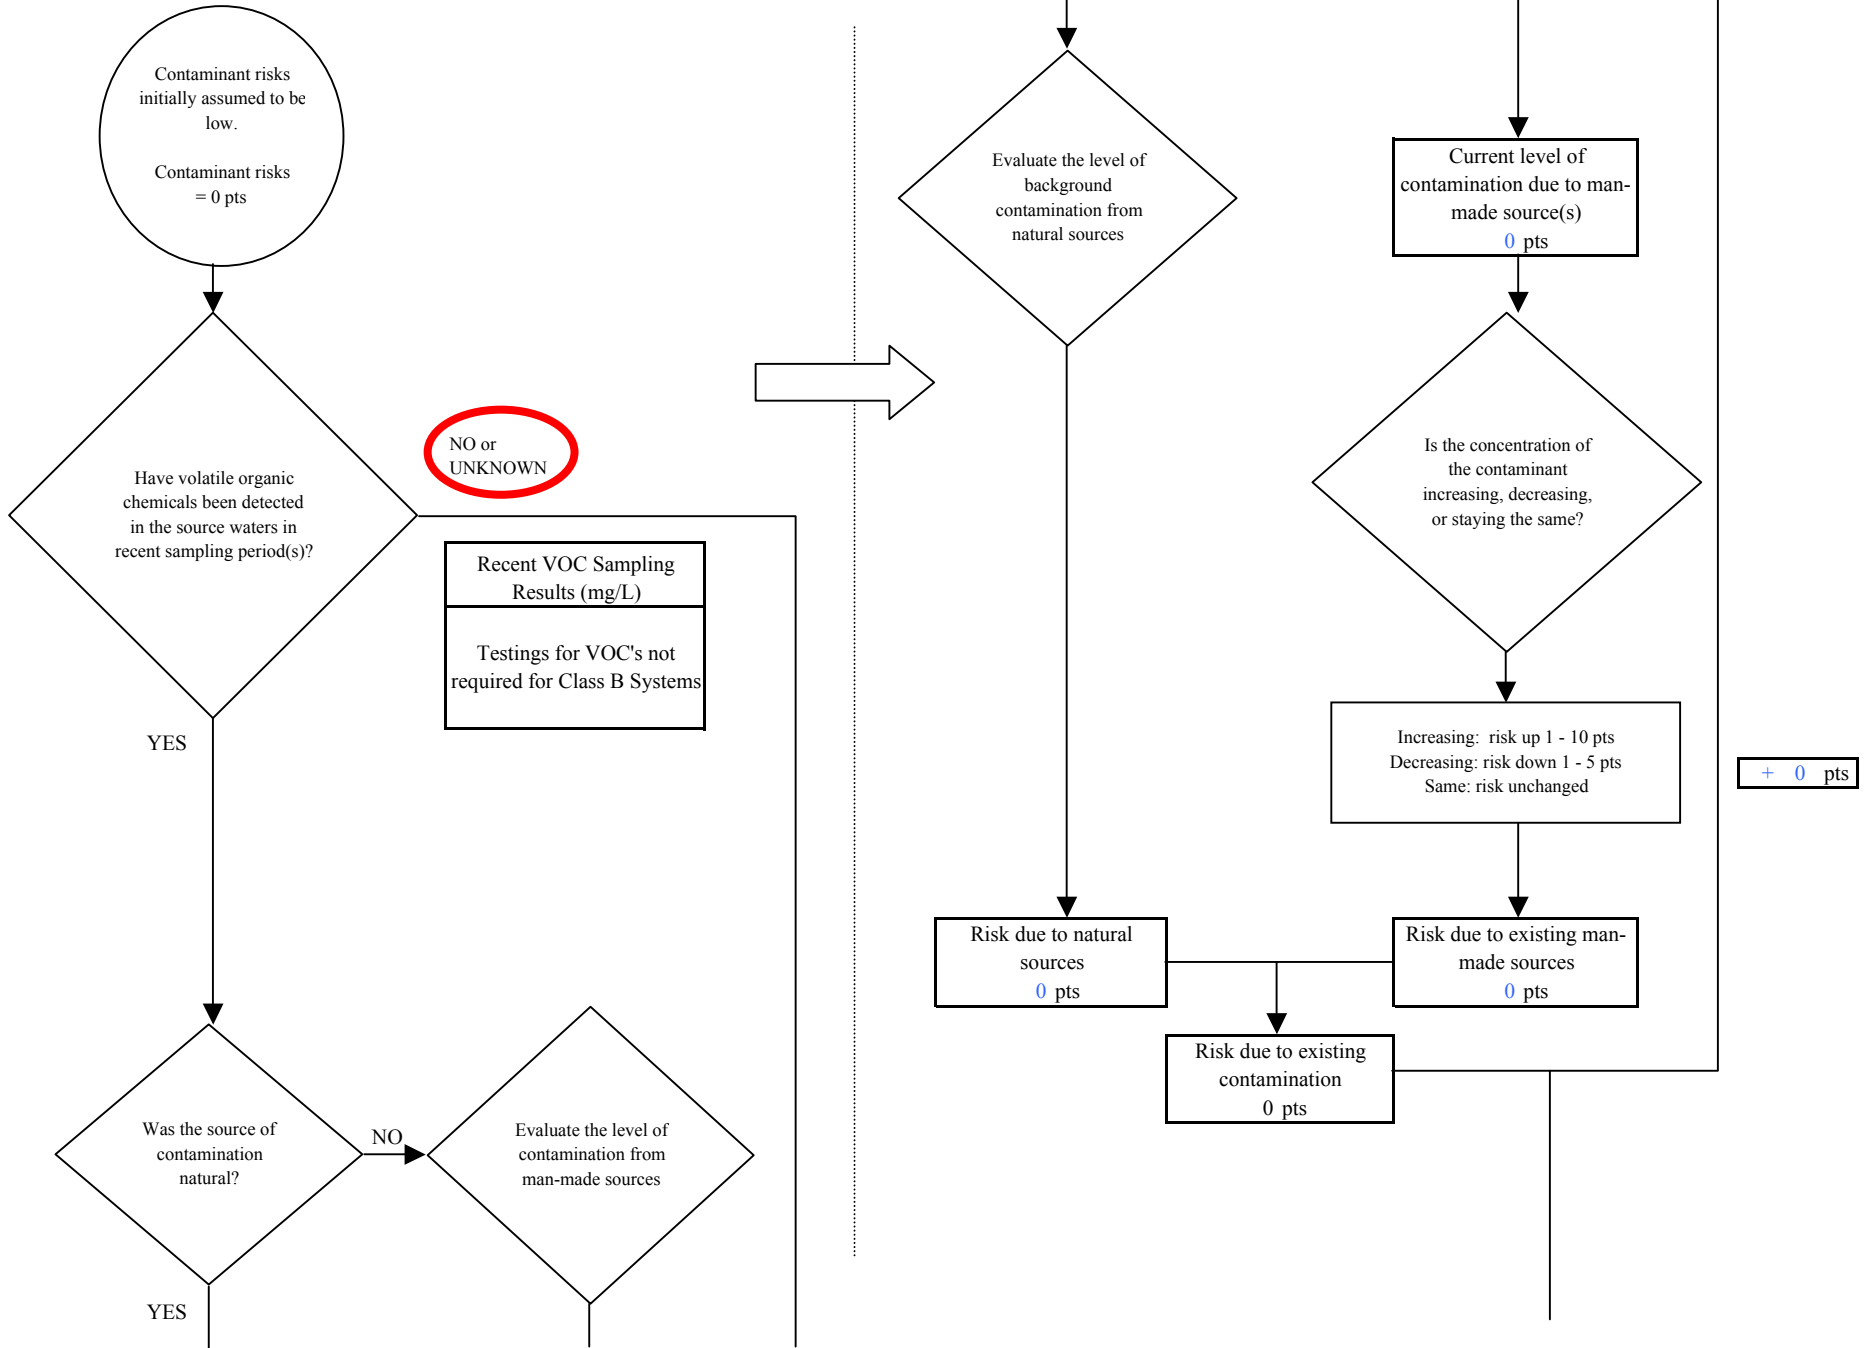 Contaminant risks
initially assumed to be
low.
Contaminant risks
= 0 pts
Have volatile organic
chemicals been detected
in the source waters in
recent sampling period(s)?
NO or
UNKNOWN
Recent VOC Sampling
Results (mg/L)
Testings for VOC's not
required for Class B Systems
YES
Was the source of
contamination
natural?
NO
Evaluate the level of
contamination from
man-made sources
YES
Evaluate the level of
background
contamination from
natural sources
Current level of
contamination due to man-
made source(s)
0 pts
Is the concentration of
the contaminant
increasing, decreasing,
or staying the same?
Increasing: risk up 1 - 10 pts
Decreasing: risk down 1 - 5 pts
Same: risk unchanged
+ 0 pts
Risk due to natural
sources
0 pts
Risk due to existing man-
made sources
0 pts
Risk due to existing
contamination
0 pts